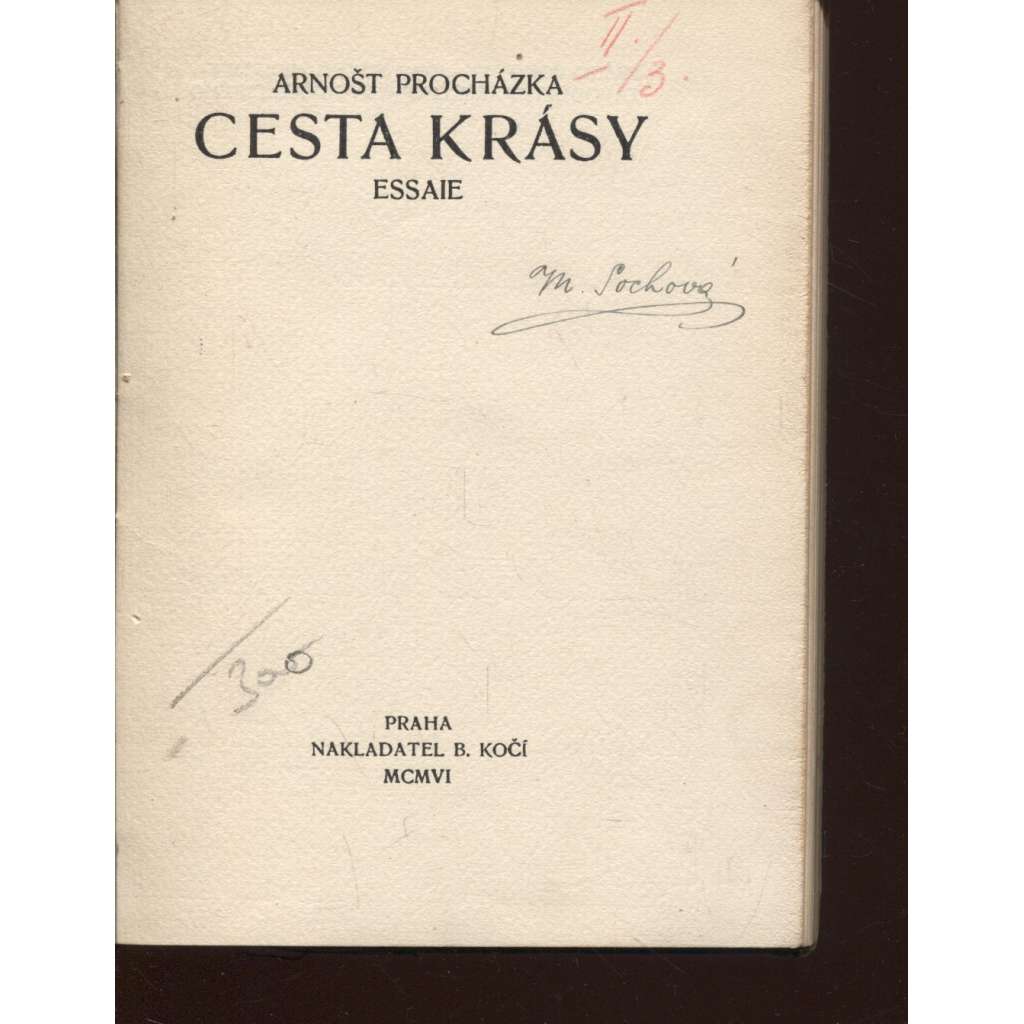 II./3.
ARNOŠT PROCHÁZKA
CESTA KRÁSY
ESSAIE
M. Sochová
/300
PRAHA
NAKLADATEL B. KOČÍ
MCMVI